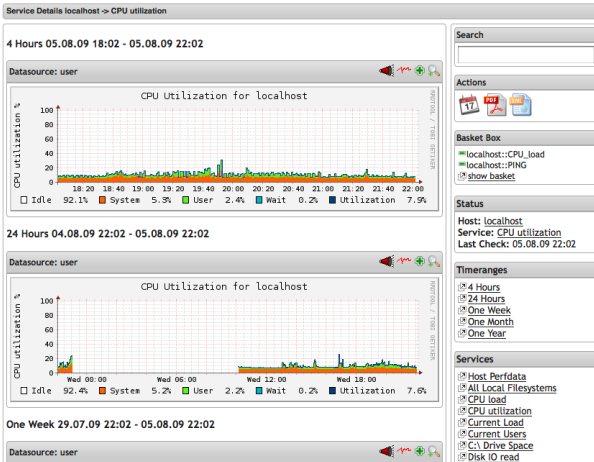 Service Details localhost -> CPU utilization
4 Hours 05.08.09 18:02 - 05.08.09 22:02
Datasource: user
CPU Utilization for localhost
RRDTOOL / TOBI OETIKER
CPU utilization %
100
80
60
40
20
0
18:20 18:40 19:00 19:20 19:40 20:00 20:20 20:40 21:00 21:20 21:40 22:00
Idle 92.1% System 5.3% User 2.4% Wait 0.2% Utilization 7.9%
24 Hours 04.08.09 22:02 - 05.08.09 22:02
Datasource: user
CPU Utilization for localhost
RRDTOOL / TOBI OETIKER
CPU utilization %
100
80
60
40
20
0
Wed 00:00 Wed 06:00 Wed 12:00 Wed 18:00
Idle 92.4% System 5.2% User 2.2% Wait 0.2% Utilization 7.6%
One Week 29.07.09 22:02 - 05.08.09 22:02
Datasource: user
Search
Actions
17
PDF
XML
Basket Box
localhost::CPU_load
localhost::PING
show basket
Status
Host: localhost
Service: CPU utilization
Last Check: 05.08.09 22:02
Timeranges
4 Hours
24 Hours
One Week
One Month
One Year
Services
Host Perfdata
All Local Filesystems
CPU load
CPU utilization
Current Load
Current Users
C:\ Drive Space
Disk IO read